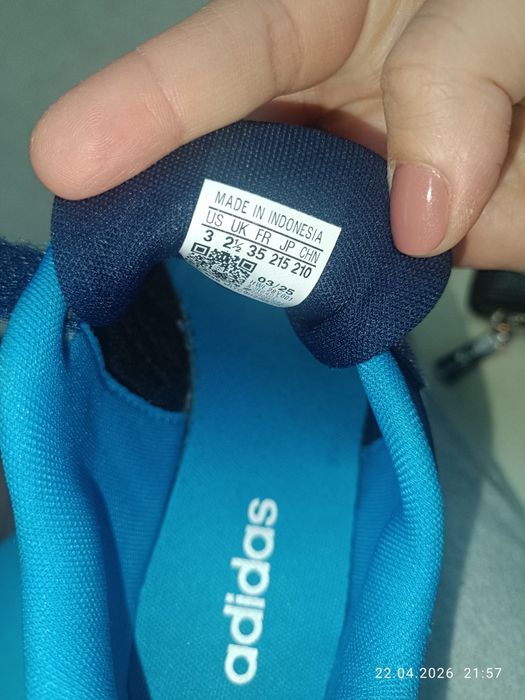 MADE IN INDONESIA
US UK FR JP CHN
3 2½ 35 215 210
03/25
adidas
22.04.2026 21:57